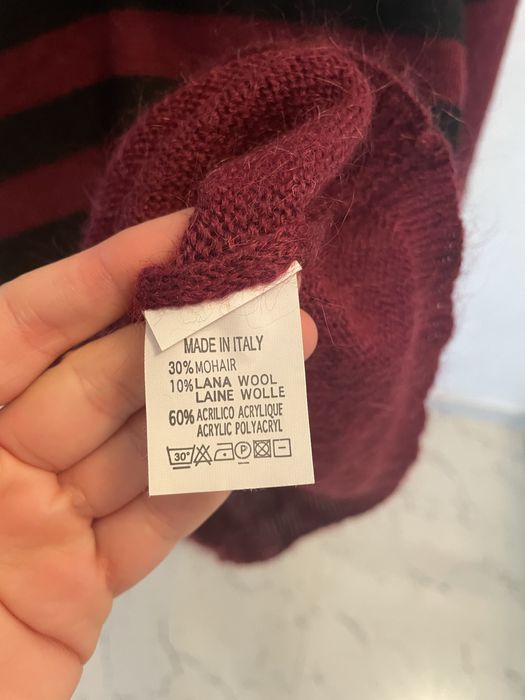 MADE IN ITALY
30% MOHAIR
10% LANA WOOL
LAINE WOLLE
60% ACRILICO ACRYLIQUE
ACRYLIC POLYACRYL
30° P